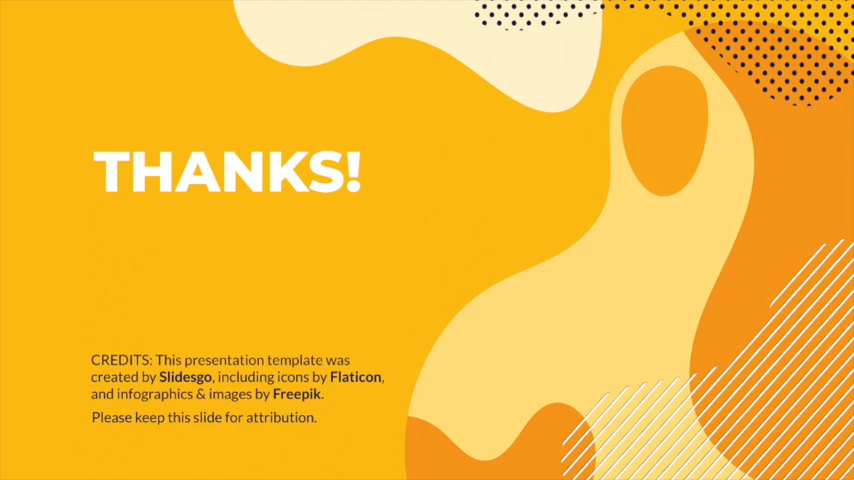 THANKS!
CREDITS: This presentation template was
created by Slidesgo, including icons by Flaticon,
and infographics & images by Freepik.
Please keep this slide for attribution.